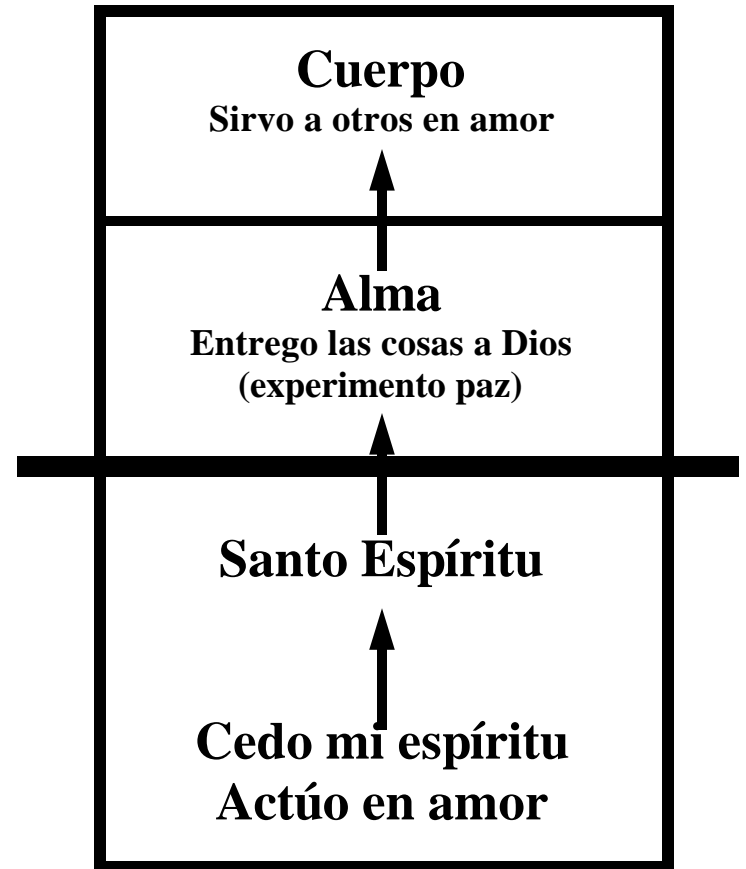 Cuerpo
Sirvo a otros en amor
Alma
Entrego las cosas a Dios
(experimento paz)
Santo Espíritu
Cedo mi espíritu
Actúo en amor